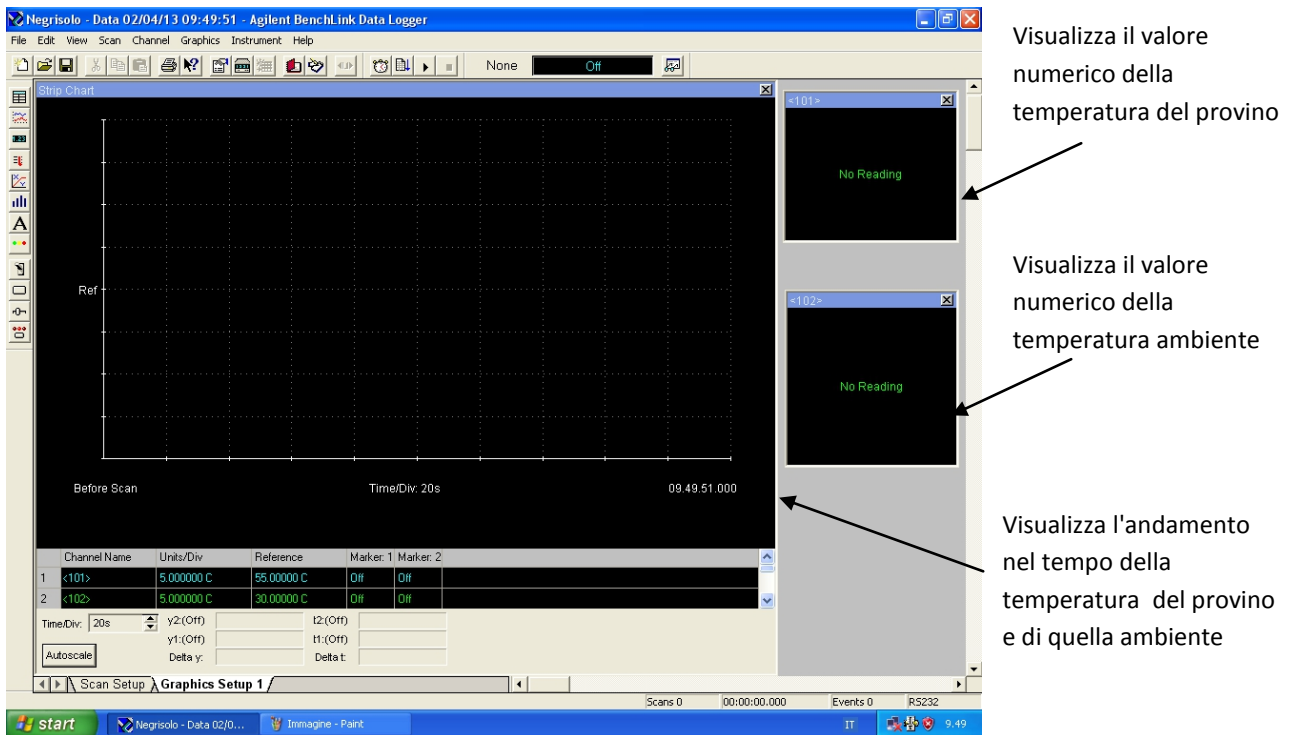 Negrisolo - Data 02/04/13 09:49:51 - Agilent BenchLink Data Logger
File Edit View Scan Channel Graphics Instrument Help
None Off
Strip Chart
Ref
Before Scan Time/Div: 20s 09.49.51.000
<101>
No Reading
<102>
No Reading
Channel Name Units/Div Reference Marker: 1 Marker: 2
1 <101> 5.000000 C 55.00000 C Off Off
2 <102> 5.000000 C 30.00000 C Off Off
Time/Div: 20s y2:(Off) t2:(Off)
y1:(Off) t1:(Off)
Autoscale Delta y: Delta t:
Scan Setup Graphics Setup 1
Scans 0 00:00:00.000 Events 0 RS232
start Negrisolo - Data 02/0... Immagine - Paint IT 9.49
Visualizza il valore
numerico della
temperatura del provino
Visualizza il valore
numerico della
temperatura ambiente
Visualizza l'andamento
nel tempo della
temperatura del provino
e di quella ambiente